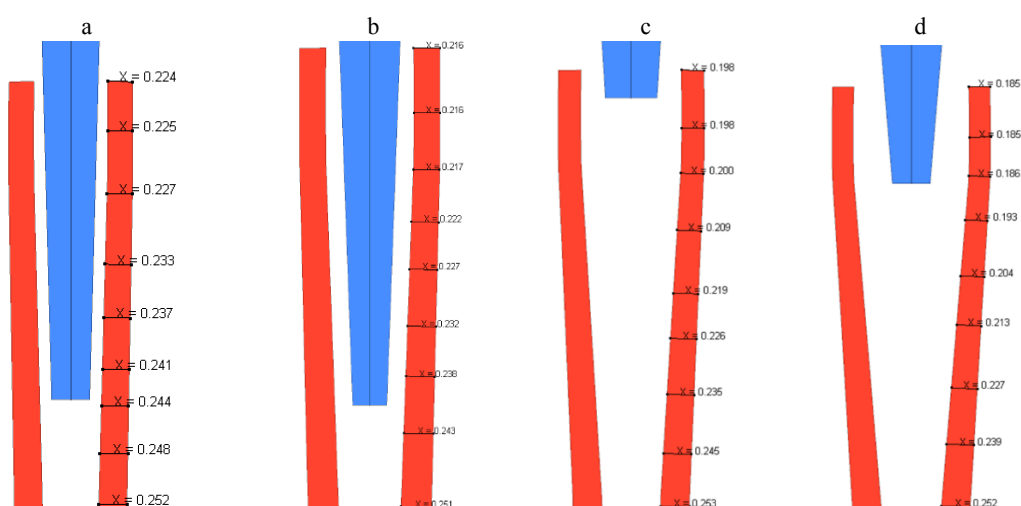 a
X = 0.224
X = 0.225
X = 0.227
X = 0.233
X = 0.237
X = 0.241
X = 0.244
X = 0.248
X = 0.252
b
X = 0.216
X = 0.216
X = 0.217
X = 0.222
X = 0.227
X = 0.232
X = 0.238
X = 0.243
X = 0.251
c
X = 0.198
X = 0.198
X = 0.200
X = 0.209
X = 0.219
X = 0.226
X = 0.235
X = 0.245
X = 0.253
d
X = 0.185
X = 0.185
X = 0.186
X = 0.193
X = 0.204
X = 0.213
X = 0.227
X = 0.239
X = 0.252